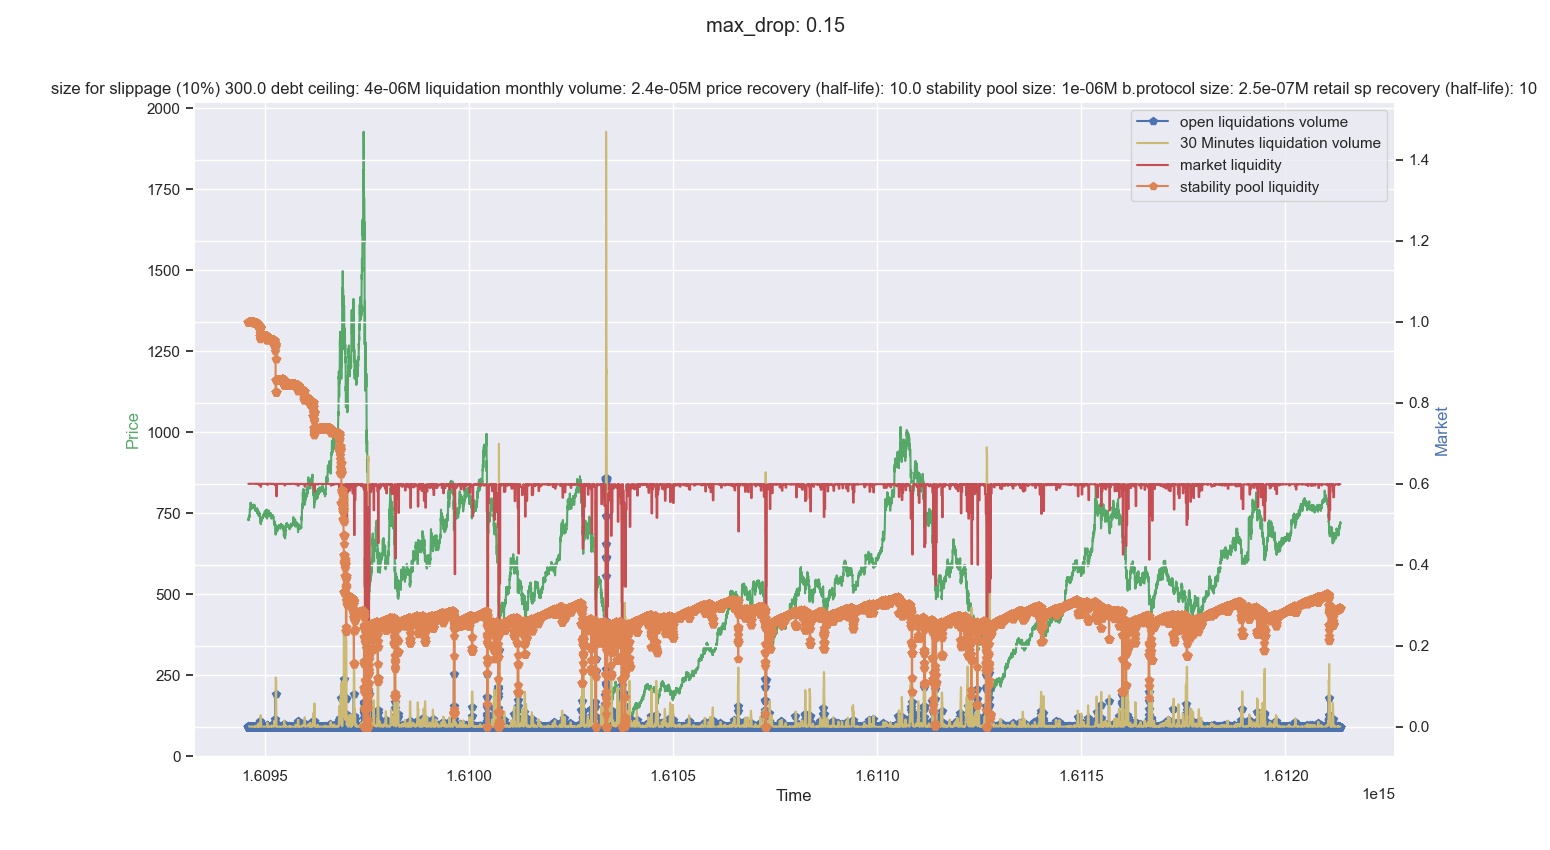 max_drop: 0.15
size for slippage (10%) 300.0 debt ceiling: 4e-06M liquidation monthly volume: 2.4e-05M price recovery (half-life): 10.0 stability pool size: 1e-06M b.protocol size: 2.5e-07M retail sp recovery (half-life): 10
open liquidations volume
30 Minutes liquidation volume
market liquidity
stability pool liquidity
2000
1750
1500
1250
1000
750
500
250
0
Price
1.4
1.2
1.0
0.8
0.6
0.4
0.2
0.0
Market
1.6095 1.6100 1.6105 1.6110 1.6115 1.6120
Time
1e15